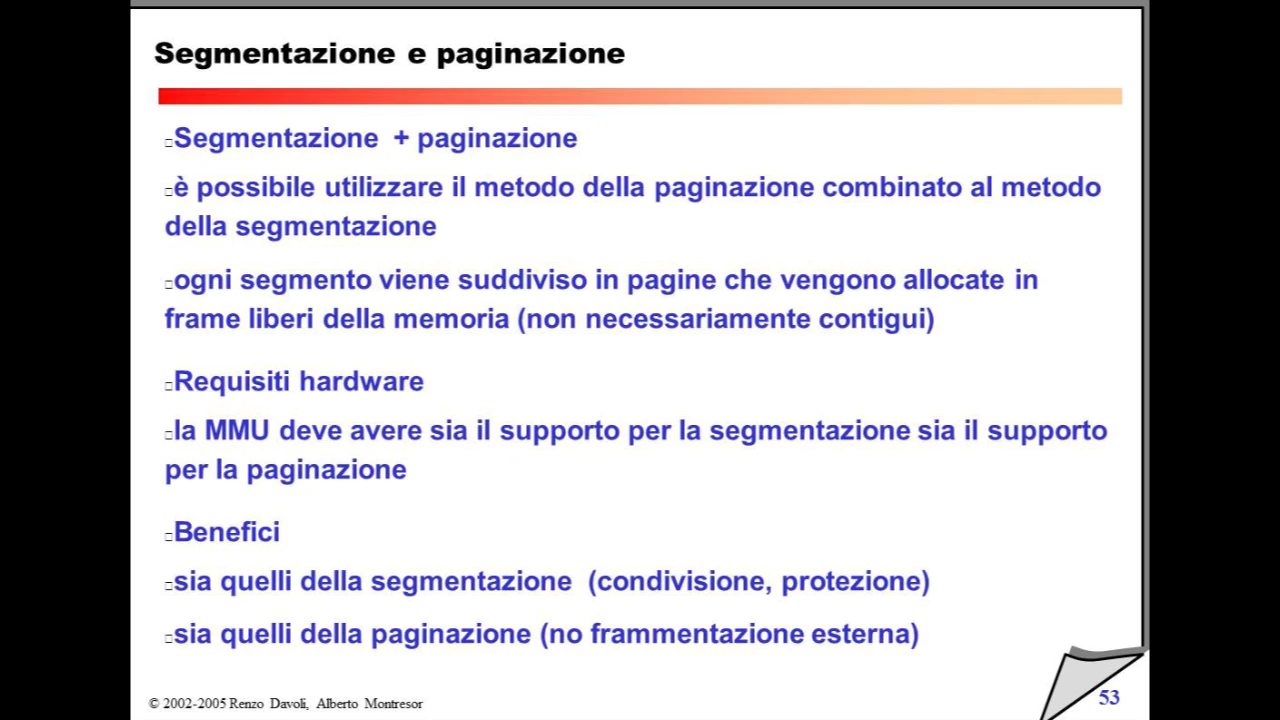 Segmentazione e paginazione
Segmentazione + paginazione
è possibile utilizzare il metodo della paginazione combinato al metodo
della segmentazione
ogni segmento viene suddiviso in pagine che vengono allocate in
frame liberi della memoria (non necessariamente contigui)
Requisiti hardware
la MMU deve avere sia il supporto per la segmentazione sia il supporto
per la paginazione
Benefici
sia quelli della segmentazione (condivisione, protezione)
sia quelli della paginazione (no frammentazione esterna)
© 2002-2005 Renzo Davoli, Alberto Montresor
53